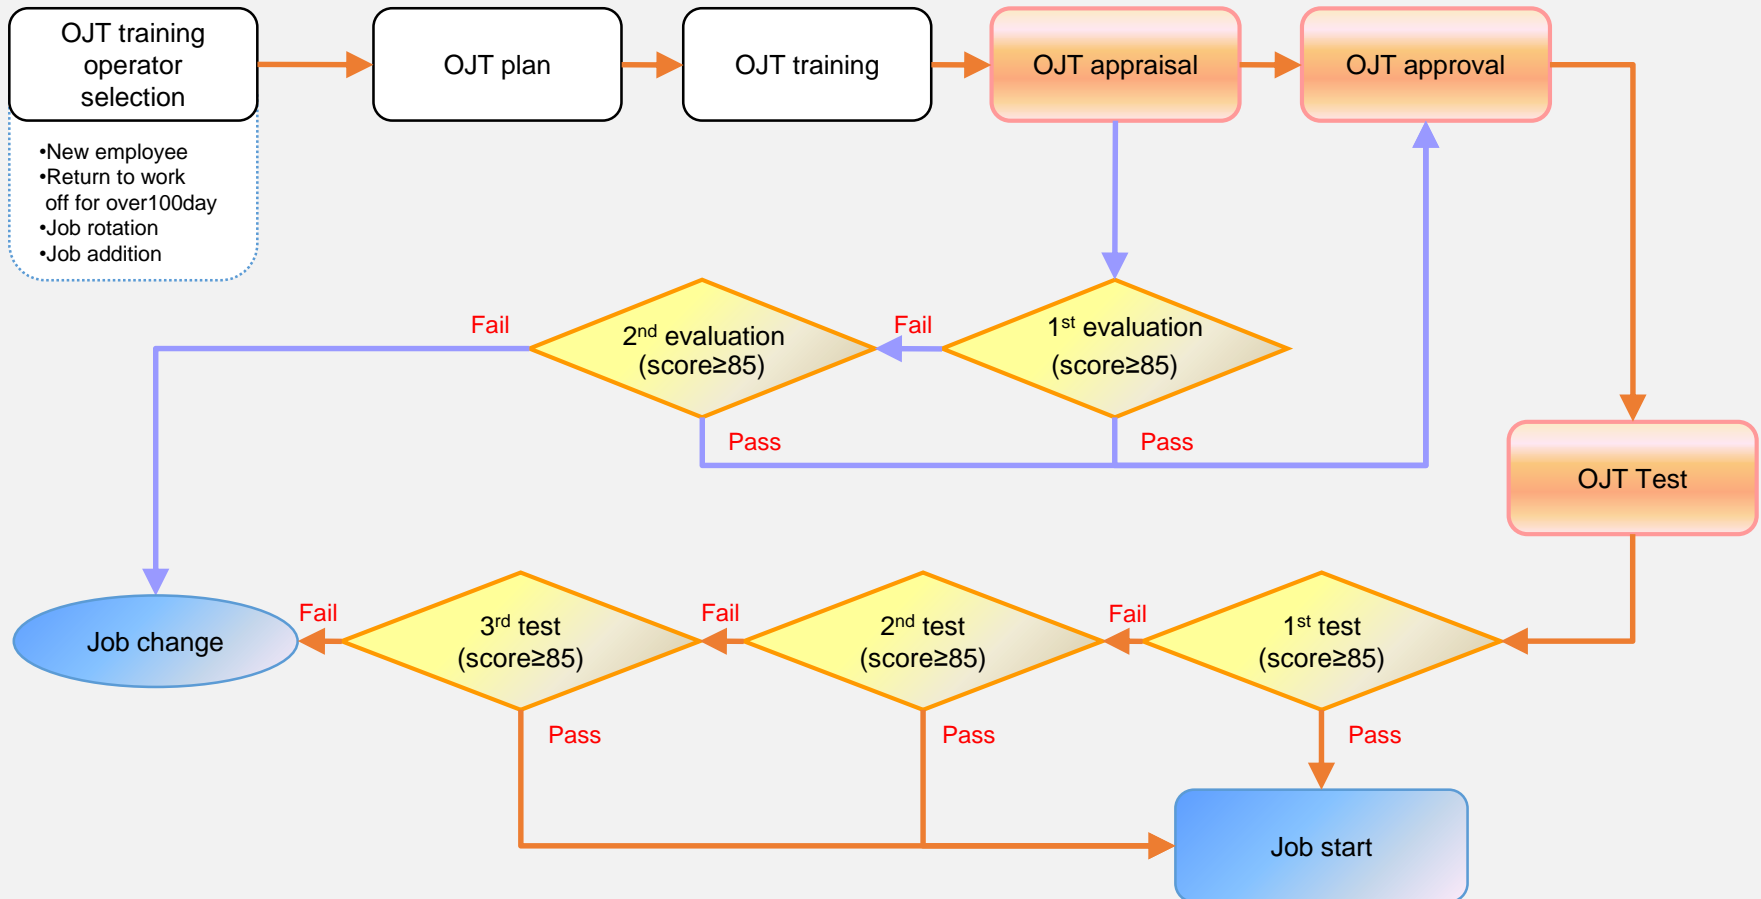 OJT training
operator
selection
OJT plan
OJT training
OJT appraisal
OJT approval
•New employee
•Return to work
off for over100day
•Job rotation
•Job addition
Fail
2nd evaluation
(score≥85)
Fail
1st evaluation
(score≥85)
Pass
Pass
OJT Test
Job change
Fail
3rd test
(score≥85)
Fail
2nd test
(score≥85)
Fail
1st test
(score≥85)
Pass
Pass
Pass
Job start